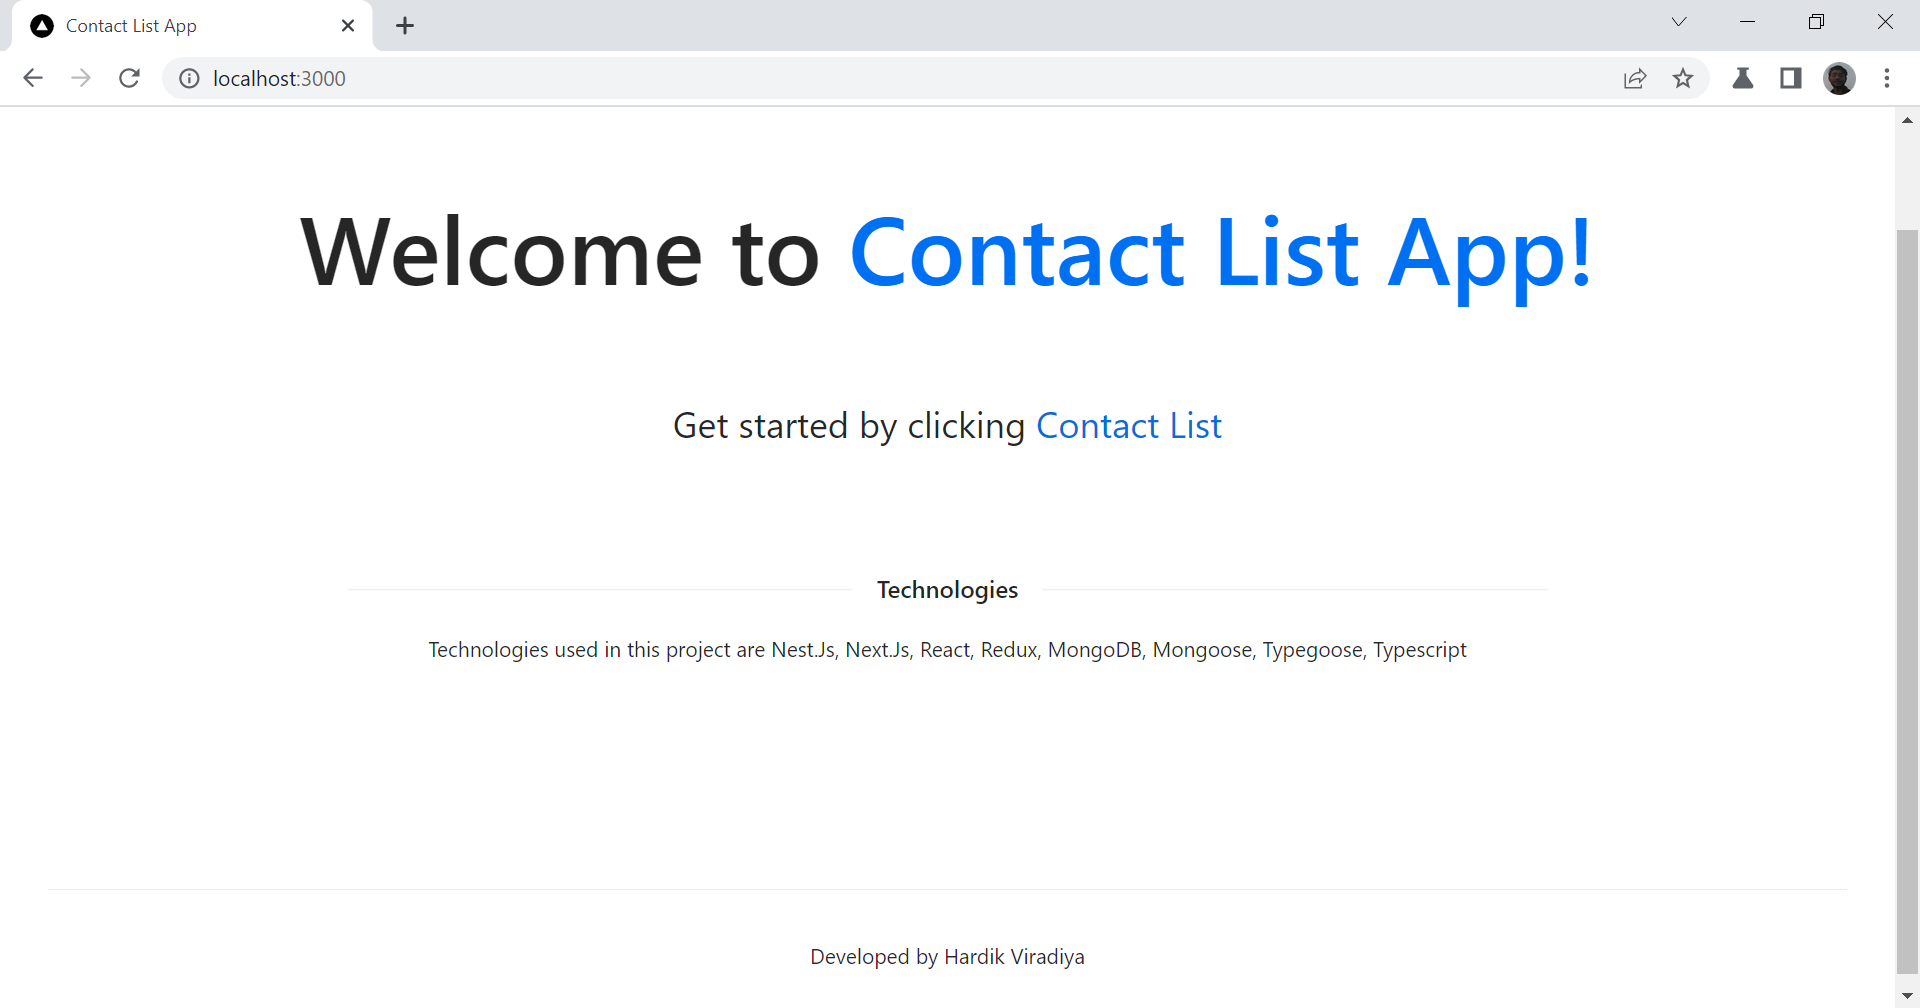 Contact List App
localhost:3000
Welcome to Contact List App!
Get started by clicking Contact List
Technologies
Technologies used in this project are Nest.Js, Next.Js, React, Redux, MongoDB, Mongoose, Typegoose, Typescript
Developed by Hardik Viradiya